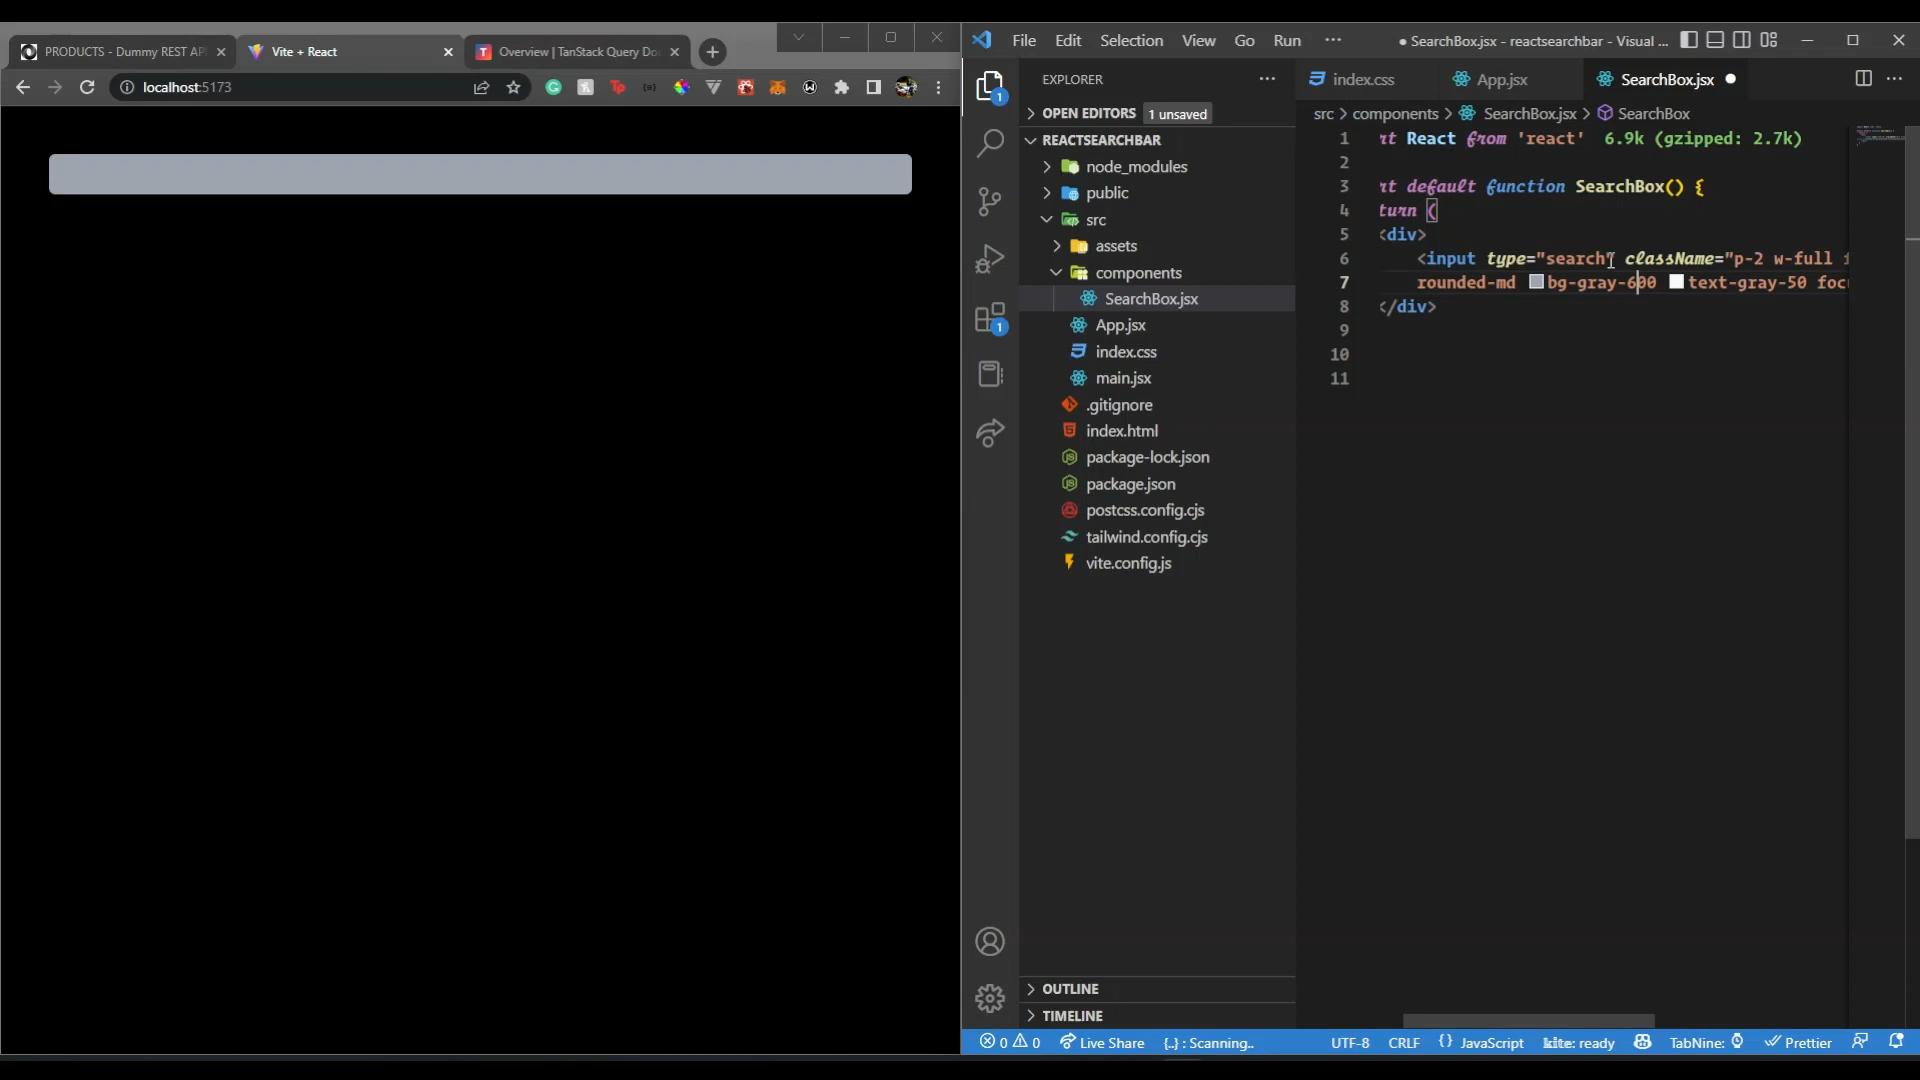 PRODUCTS - Dummy REST AP
Vite + React
Overview | TanStack Query Do
localhost:5173
File Edit Selection View Go Run ···
● SearchBox.jsx - reactsearchbar - Visual ...
EXPLORER
OPEN EDITORS 1 unsaved
REACTSEARCHBAR
node_modules
public
src
assets
components
SearchBox.jsx
App.jsx
index.css
main.jsx
.gitignore
index.html
package-lock.json
package.json
postcss.config.cjs
tailwind.config.cjs
vite.config.js
OUTLINE
TIMELINE
index.css App.jsx SearchBox.jsx ●
src > components > SearchBox.jsx > SearchBox
1 rt React from 'react' 6.9k (gzipped: 2.7k)
2
3 rt default function SearchBox() {
4 turn (
5 <div>
6 <input type="search" className="p-2 w-full
7 rounded-md bg-gray-600 text-gray-50 foc
8 </div>
9
10
11
0 0 Live Share {..} : Scanning.. UTF-8 CRLF {} JavaScript kite: ready TabNine: Prettier